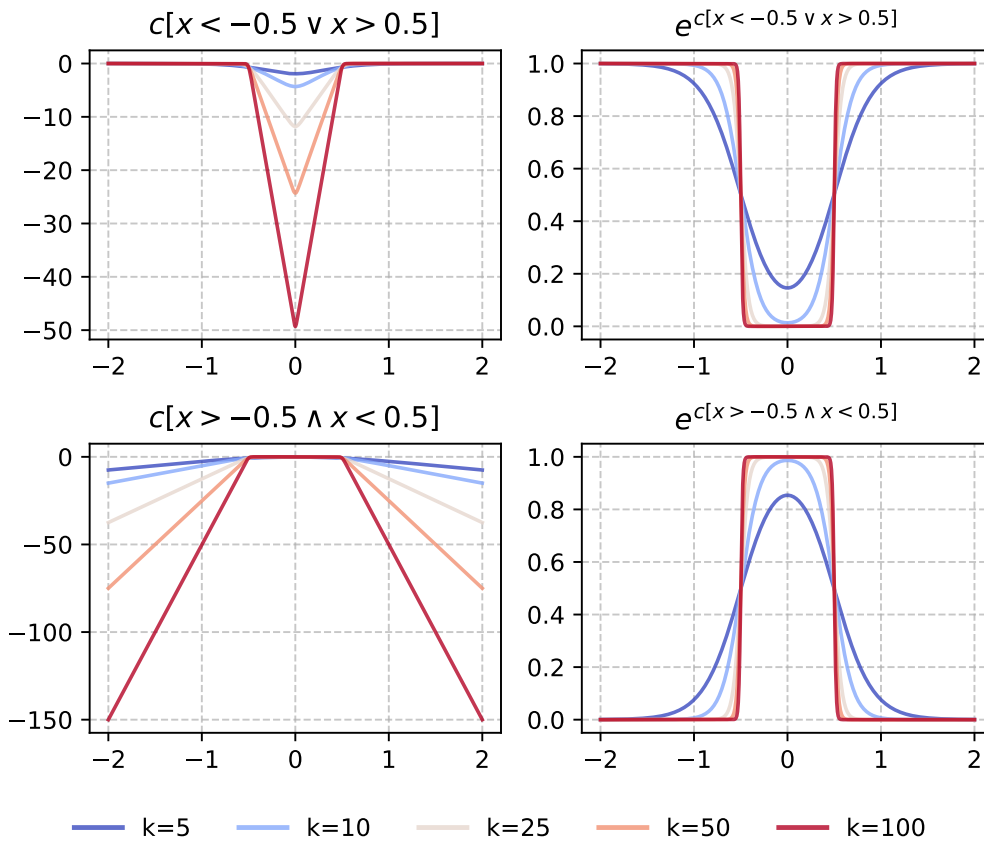 c[x < −0.5 ∨ x > 0.5]
0
−10
−20
−30
−40
−50
−2 −1 0 1 2
e^{c[x < −0.5 ∨ x > 0.5]}
1.0
0.8
0.6
0.4
0.2
0.0
−2 −1 0 1 2
c[x > −0.5 ∧ x < 0.5]
0
−50
−100
−150
−2 −1 0 1 2
e^{c[x > −0.5 ∧ x < 0.5]}
1.0
0.8
0.6
0.4
0.2
0.0
−2 −1 0 1 2
k=5 k=10 k=25 k=50 k=100